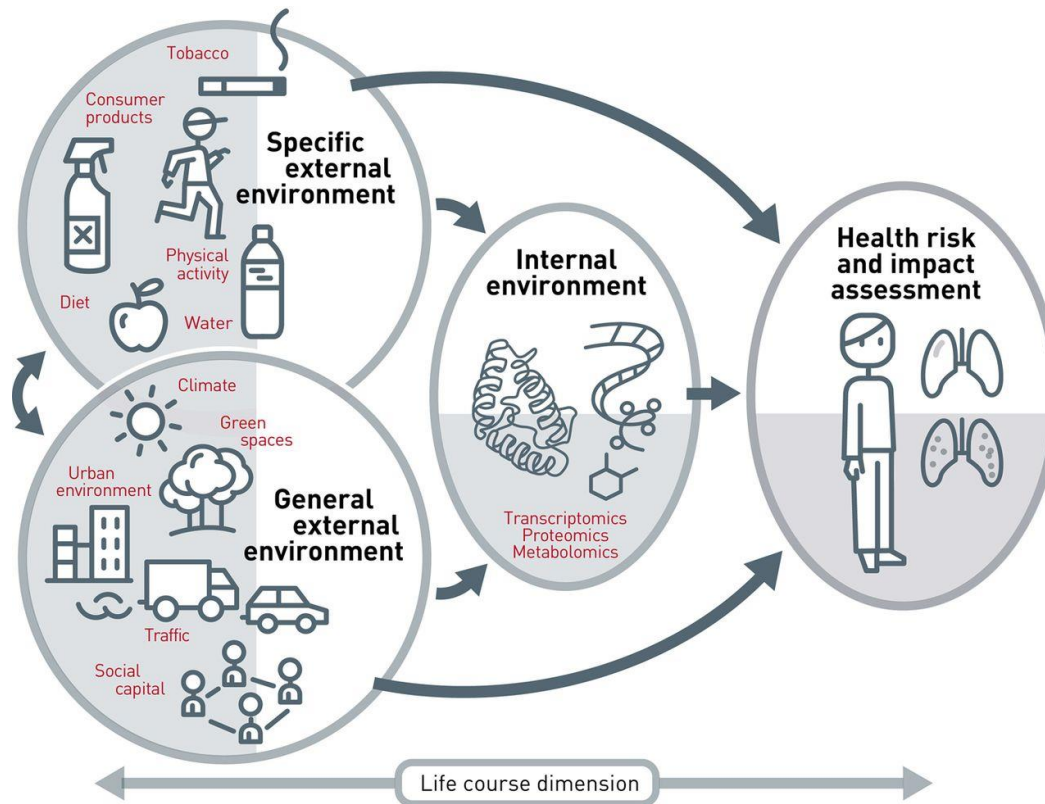 Tobacco
Consumer
products
Specific
external
environment
Physical
activity
Diet
Water
Climate
Green
spaces
Urban
environment
General
external
environment
Traffic
Social
capital
Internal
environment
Transcriptomics
Proteomics
Metabolomics
Health risk
and impact
assessment
Life course dimension